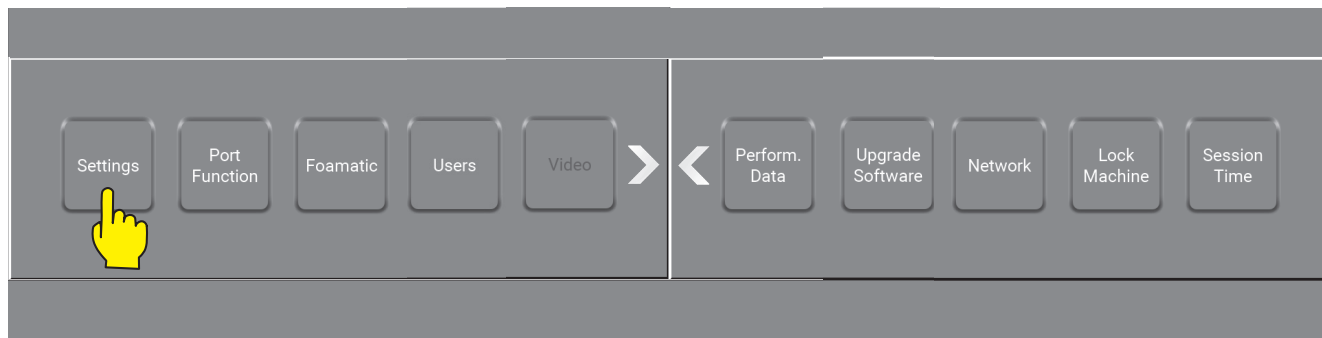 Settings
Port
Function
Foamatic
Users
Video
Perform.
Data
Upgrade
Software
Network
Lock
Machine
Session
Time